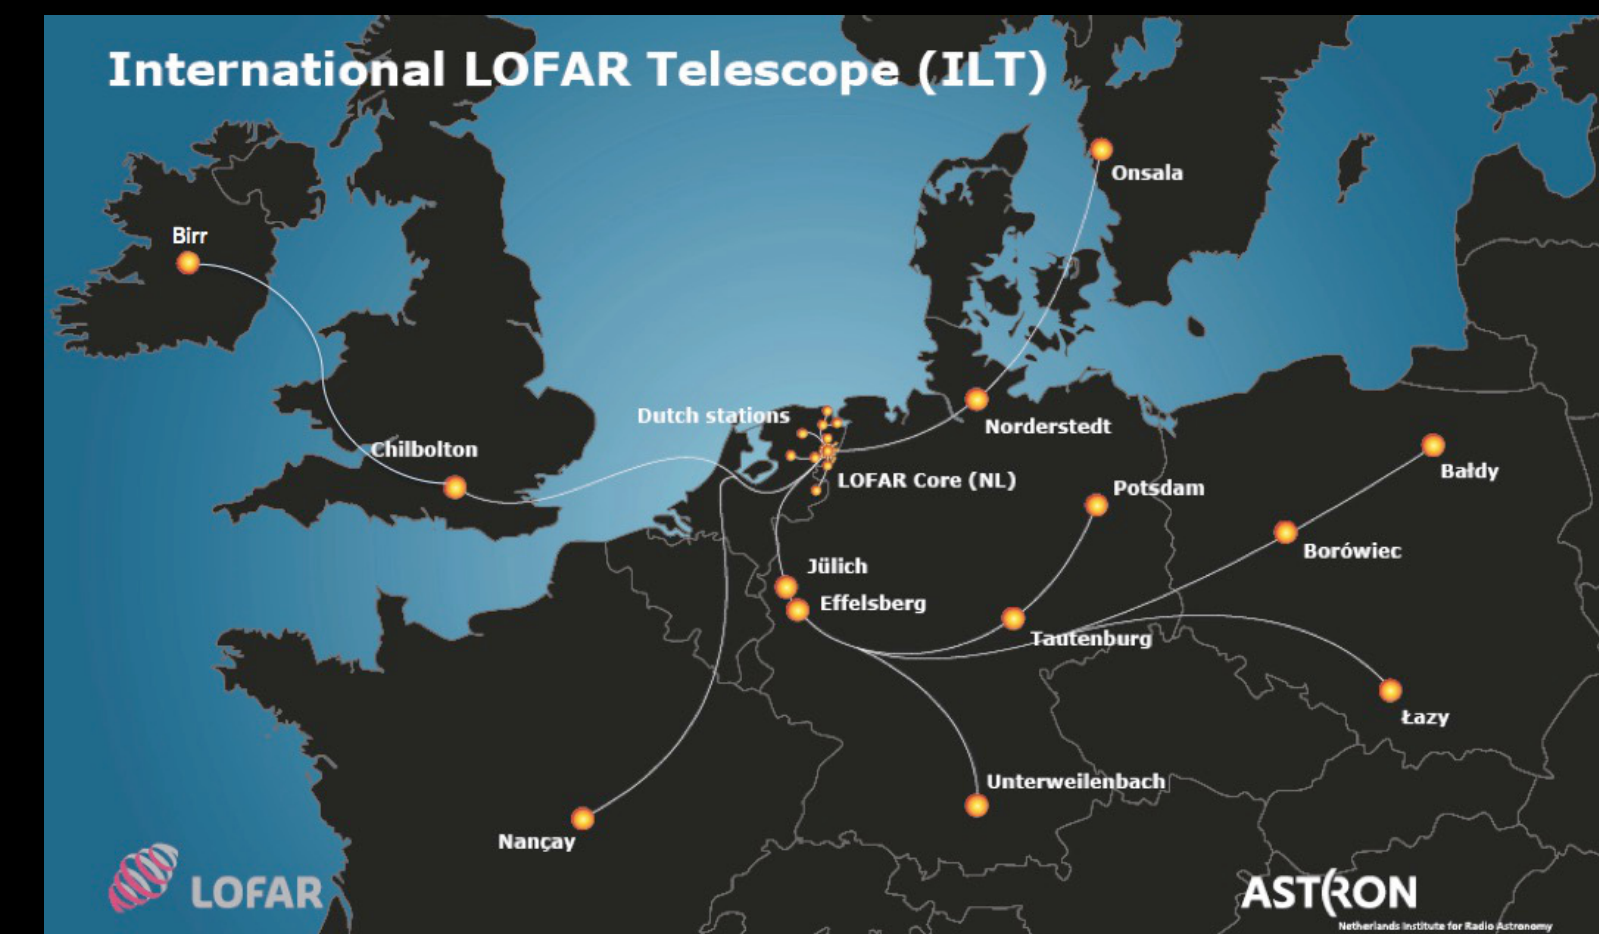 International LOFAR Telescope (ILT)
Onsala
Birr
Dutch stations
Norderstedt
Chilbolton
Bałdy
LOFAR Core (NL)
Potsdam
Borówiec
Jülich
Effelsberg
Tautenburg
Łazy
Unterweilenbach
Nançay
LOFAR
ASTRON
Netherlands Institute for Radio Astronomy